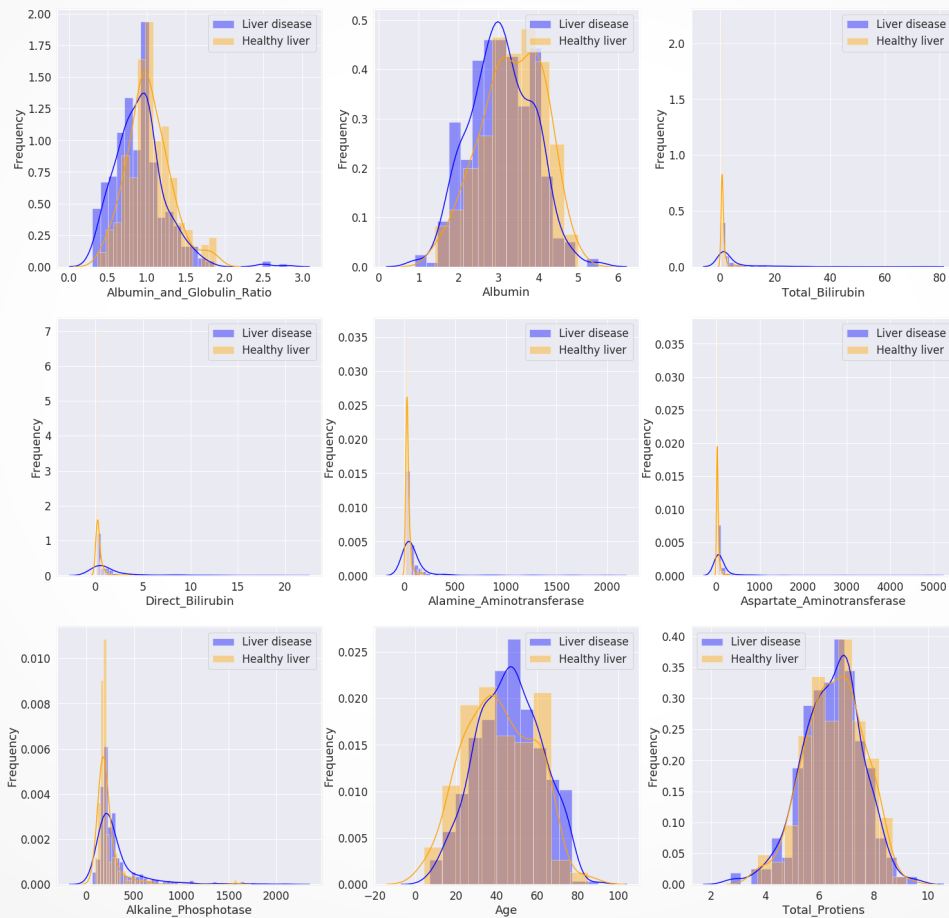 2.00
1.75
1.50
1.25
1.00
0.75
0.50
0.25
0.00
Frequency
Liver disease
Healthy liver
0.0 0.5 1.0 1.5 2.0 2.5 3.0
Albumin_and_Globulin_Ratio
0.5
0.4
0.3
0.2
0.1
0.0
Frequency
Liver disease
Healthy liver
1 2 3 4 5 6
Albumin
2.0
1.5
1.0
0.5
0.0
Frequency
Liver disease
Healthy liver
0 20 40 60 80
Total_Bilirubin
7
6
5
4
3
2
1
0
Frequency
Liver disease
Healthy liver
0 5 10 15 20
Direct_Bilirubin
0.035
0.030
0.025
0.020
0.015
0.010
0.005
0.000
Frequency
Liver disease
Healthy liver
0 500 1000 1500 2000
Alamine_Aminotransferase
0.035
0.030
0.025
0.020
0.015
0.010
0.005
0.000
Frequency
Liver disease
Healthy liver
0 1000 2000 3000 4000 5000
Aspartate_Aminotransferase
0.010
0.008
0.006
0.004
0.002
0.000
Frequency
Liver disease
Healthy liver
0 500 1000 1500 2000
Alkaline_Phosphotase
0.025
0.020
0.015
0.010
0.005
0.000
Frequency
Liver disease
Healthy liver
−20 0 20 40 60 80 100
Age
0.40
0.35
0.30
0.25
0.20
0.15
0.10
0.05
0.00
Frequency
Liver disease
Healthy liver
2 4 6 8 10
Total_Protiens